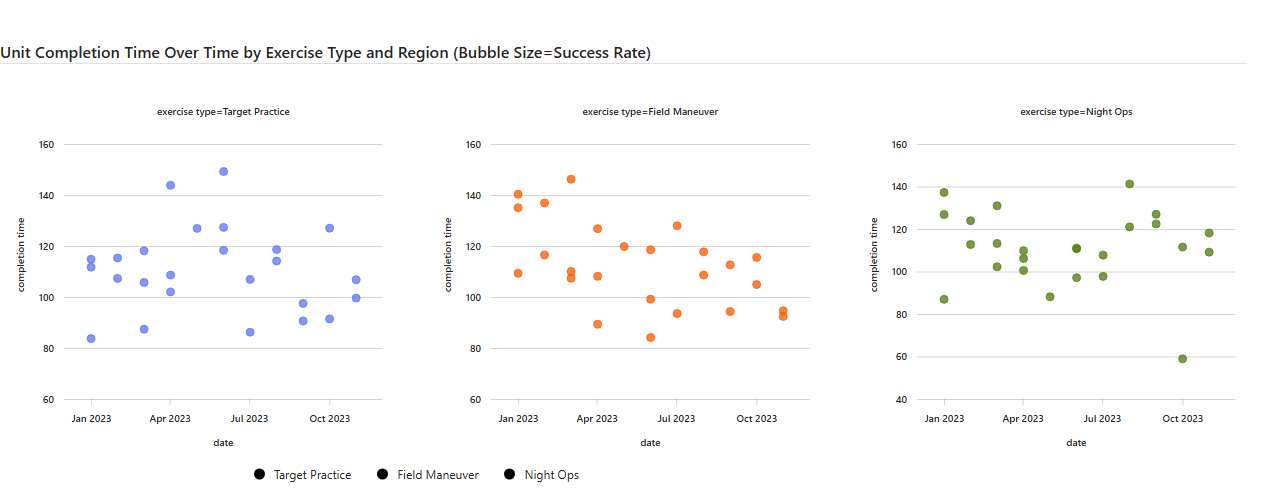 Unit Completion Time Over Time by Exercise Type and Region (Bubble Size=Success Rate)
exercise type=Target Practice
160
140
120
100
80
60
completion time
Jan 2023 Apr 2023 Jul 2023 Oct 2023
date
exercise type=Field Maneuver
160
140
120
100
80
60
completion time
Jan 2023 Apr 2023 Jul 2023 Oct 2023
date
exercise type=Night Ops
160
140
120
100
80
60
40
completion time
Jan 2023 Apr 2023 Jul 2023 Oct 2023
date
Target Practice Field Maneuver Night Ops